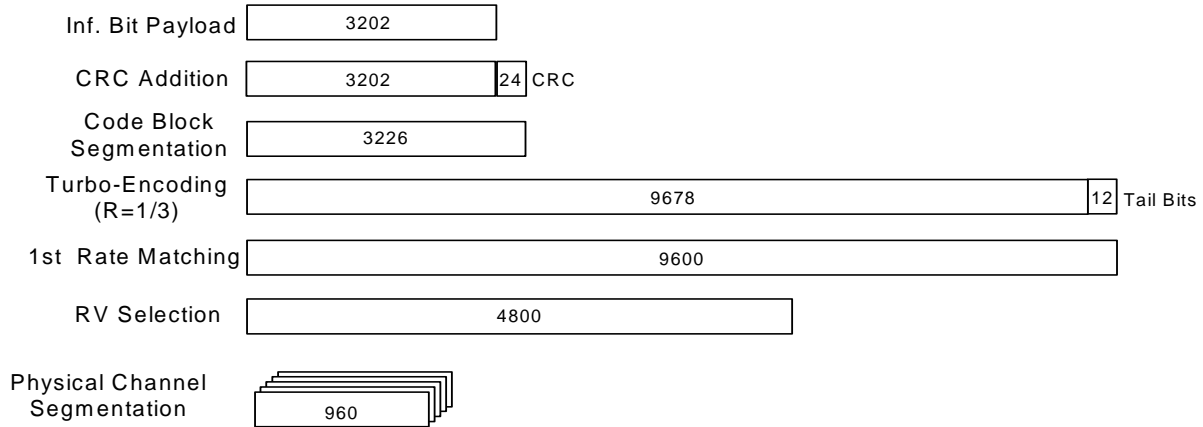 Inf. Bit Payload 3202
CRC Addition 3202 24 CRC
Code Block
Segmentation 3226
Turbo-Encoding
(R=1/3) 9678 12 Tail Bits
1st Rate Matching 9600
RV Selection 4800
Physical Channel
Segmentation 960